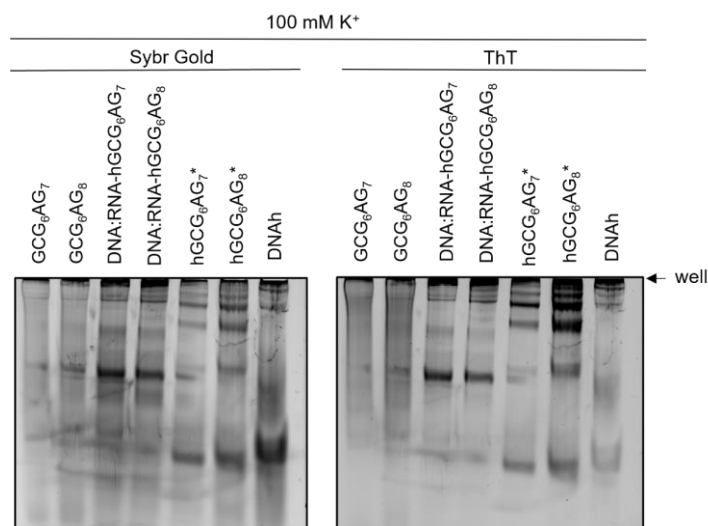 100 mM K⁺
Sybr Gold
GCG₆AG₇
GCG₆AG₈
DNA:RNA-hGCG₆AG₇
DNA:RNA-hGCG₆AG₈
hGCG₆AG₇*
hGCG₆AG₈*
DNAh
ThT
GCG₆AG₇
GCG₆AG₈
DNA:RNA-hGCG₆AG₇
DNA:RNA-hGCG₆AG₈
hGCG₆AG₇*
hGCG₆AG₈*
DNAh
well